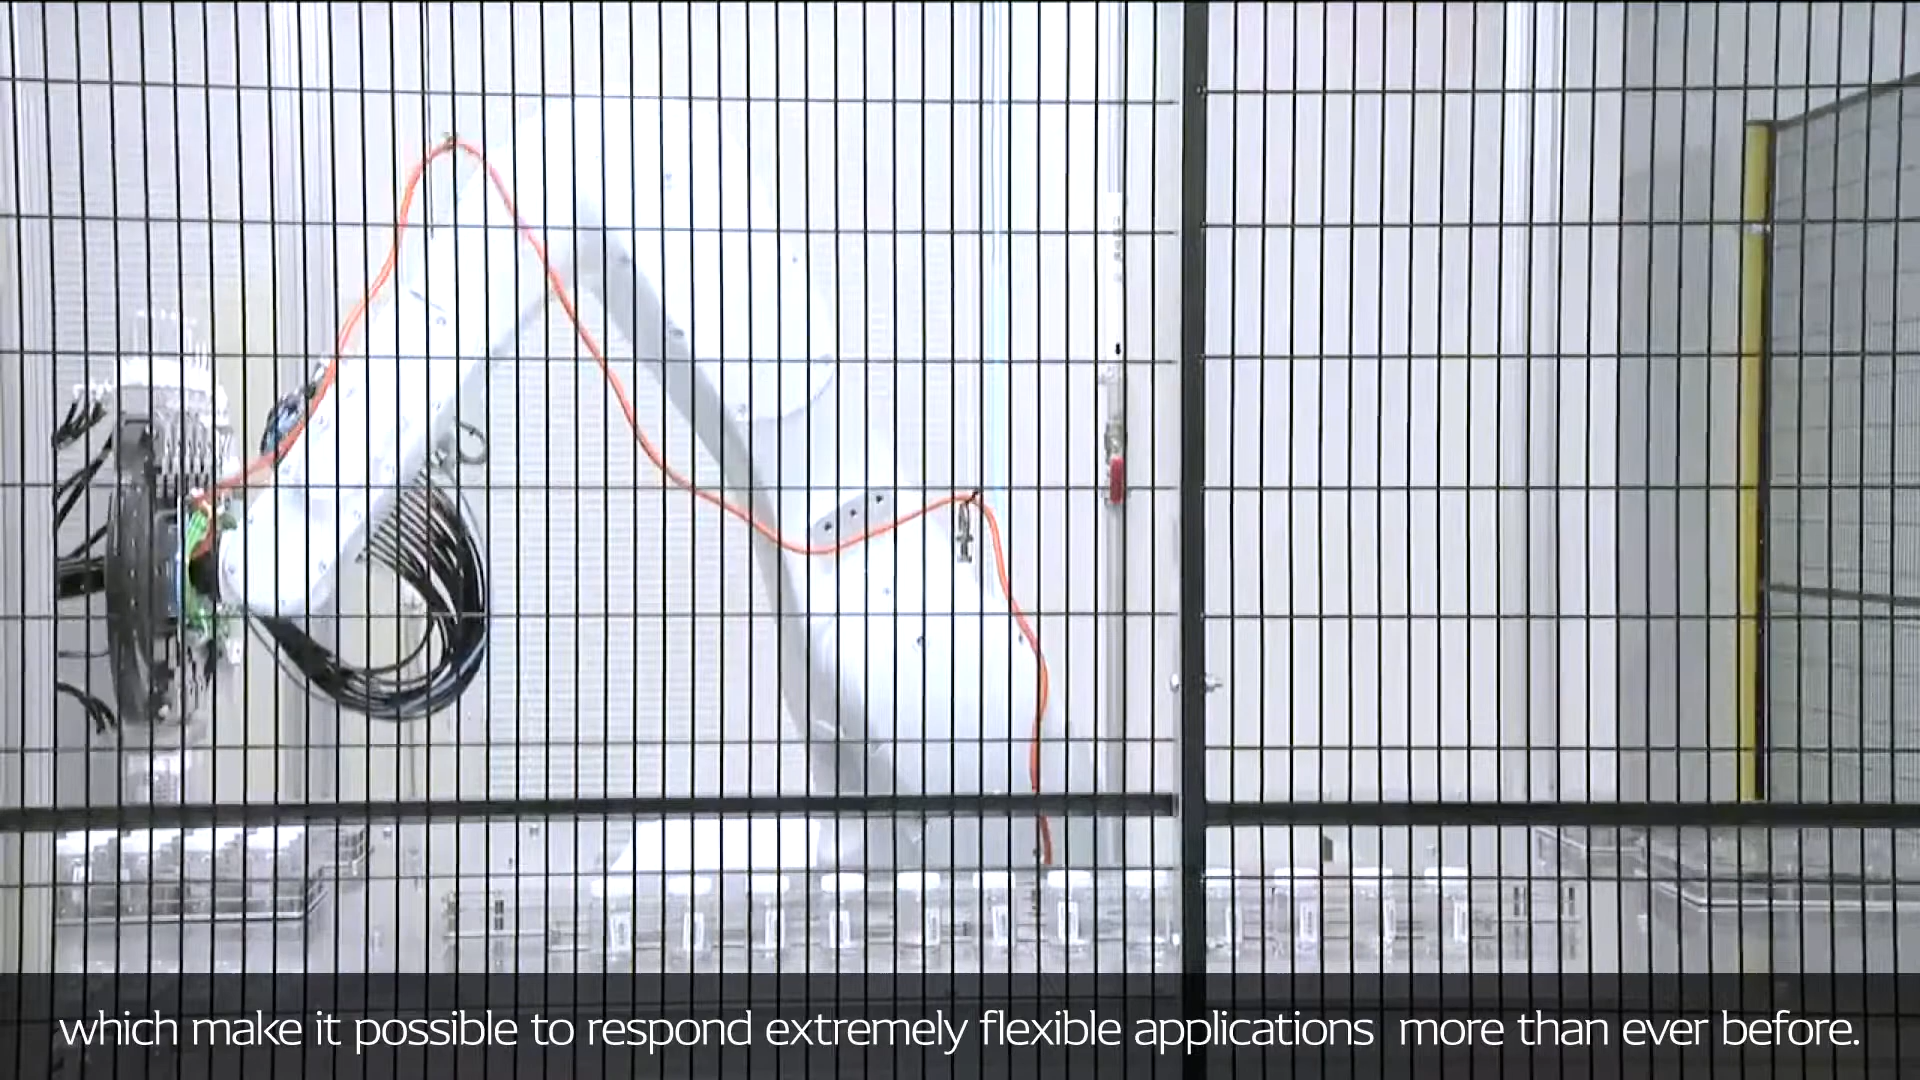 which make it possible to respond extremely flexible applications  more than ever before.